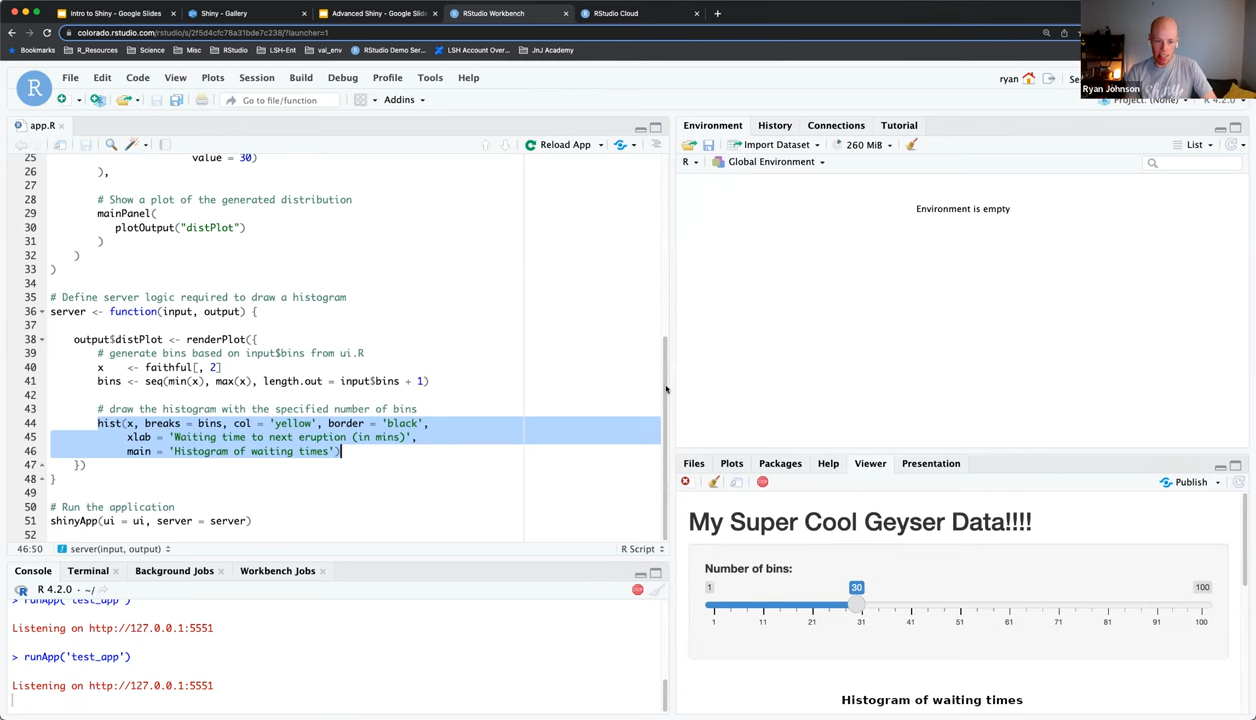 Intro to Shiny - Google Slides
Shiny - Gallery
Advanced Shiny - Google Slide
RStudio Workbench
RStudio Cloud
colorado.rstudio.com/rstudio/s/2f5d4cfc78a31bde7c238/?launcher=1
Bookmarks
R_Resources
Science
Misc
RStudio
LSH-Ent
val_env
RStudio Demo Ser...
LSH Account Over...
JnJ Academy
Ryan Johnson
R
File Edit Code View Plots Session Build Debug Profile Tools Help
ryan
Go to file/function
Addins
Project: (None)
R 4.2.0
app.R
Reload App
25 value = 30)
26 ),
27
28 # Show a plot of the generated distribution
29 mainPanel(
30 plotOutput("distPlot")
31 )
32 )
33 )
34
35 # Define server logic required to draw a histogram
36 server <- function(input, output) {
37
38 output$distPlot <- renderPlot({
39 # generate bins based on input$bins from ui.R
40 x <- faithful[, 2]
41 bins <- seq(min(x), max(x), length.out = input$bins + 1)
42
43 # draw the histogram with the specified number of bins
44 hist(x, breaks = bins, col = 'yellow', border = 'black',
45 xlab = 'Waiting time to next eruption (in mins)',
46 main = 'Histogram of waiting times')
47 })
48 }
49
50 # Run the application
51 shinyApp(ui = ui, server = server)
52
46:50 server(input, output) R Script
Console Terminal Background Jobs Workbench Jobs
R 4.2.0 · ~/
> runApp('test_app')
Listening on http://127.0.0.1:5551
> runApp('test_app')
Listening on http://127.0.0.1:5551
Environment History Connections Tutorial
Import Dataset 260 MiB List
R Global Environment
Environment is empty
Files Plots Packages Help Viewer Presentation
Publish
My Super Cool Geyser Data!!!!
Number of bins:
1 30 100
1 11 21 31 41 51 61 71 81 91 100
Histogram of waiting times